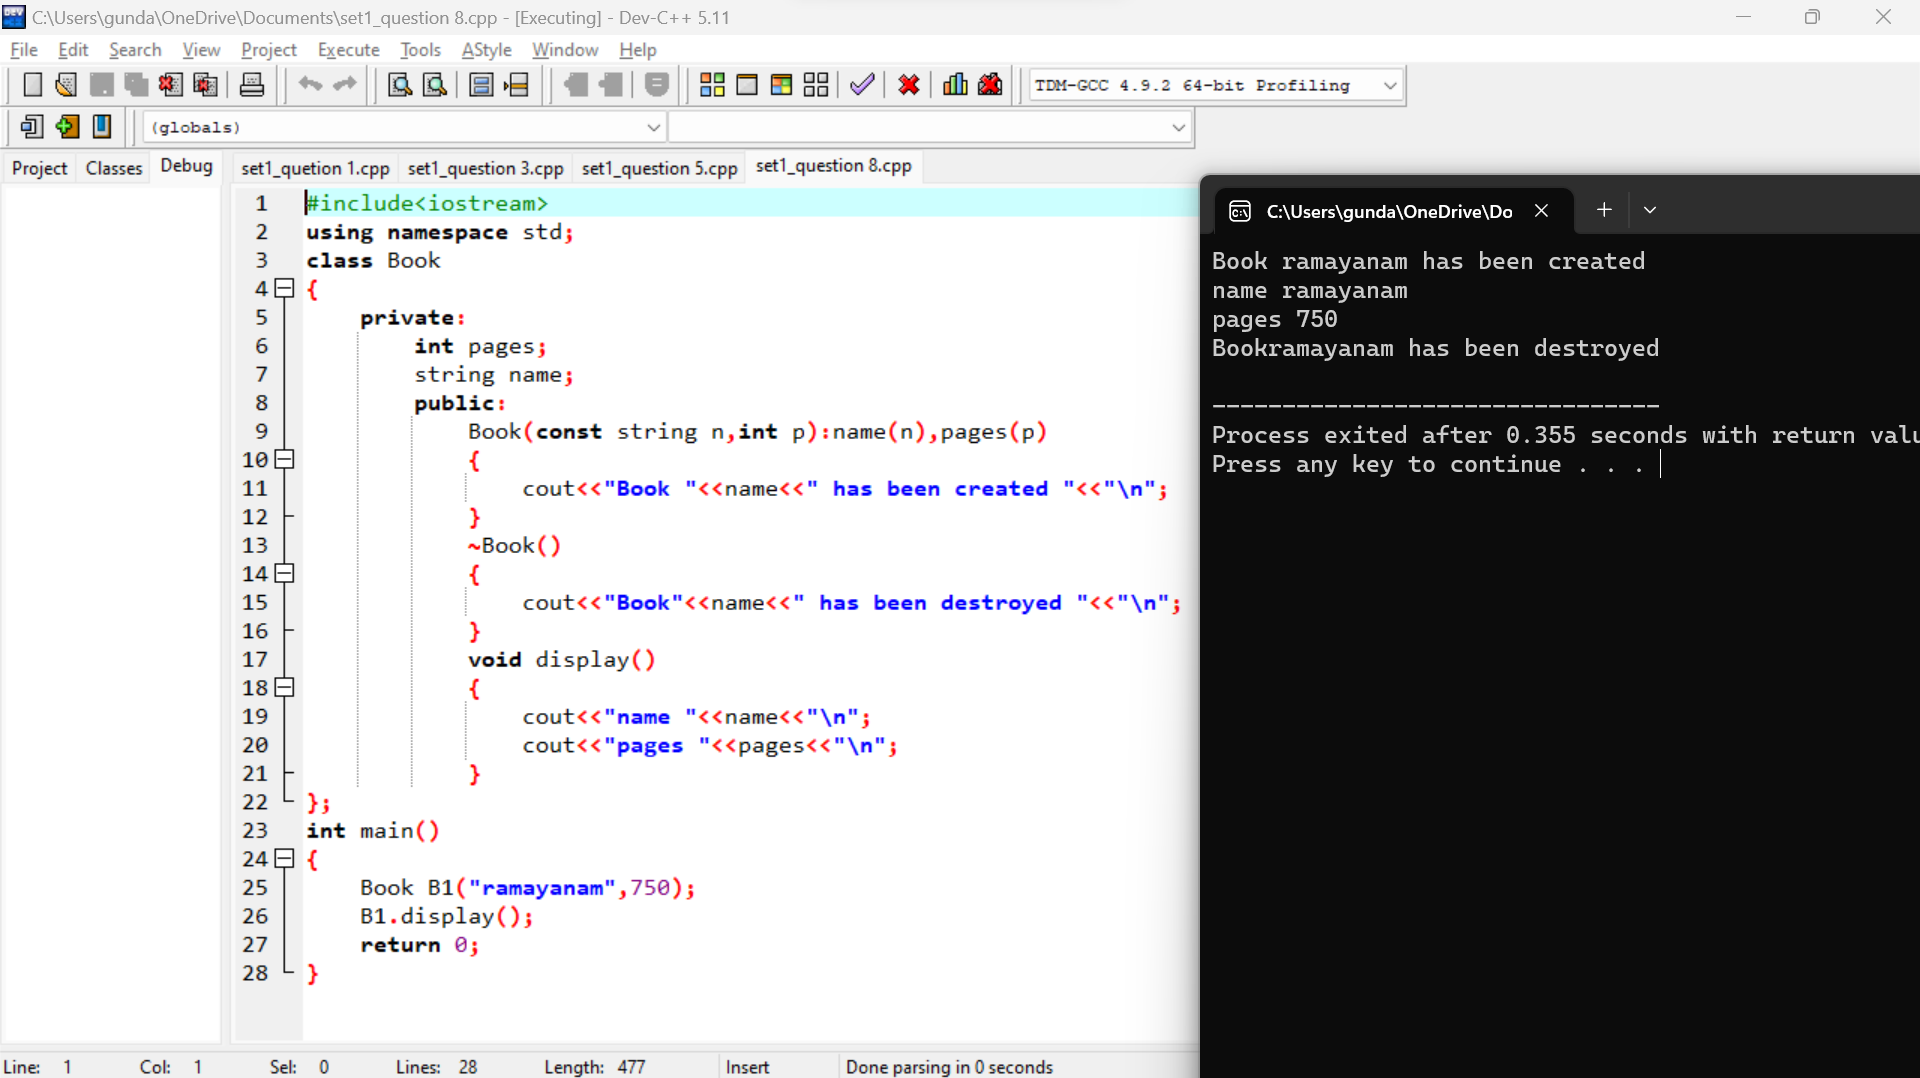 C:\Users\gunda\OneDrive\Documents\set1_question 8.cpp - [Executing] - Dev-C++ 5.11
File Edit Search View Project Execute Tools AStyle Window Help
TDM-GCC 4.9.2 64-bit Profiling
(globals)
Project Classes Debug
set1_quetion 1.cpp set1_question 3.cpp set1_question 5.cpp set1_question 8.cpp
1 #include<iostream>
2 using namespace std;
3 class Book
4 {
5 private:
6 int pages;
7 string name;
8 public:
9 Book(const string n,int p):name(n),pages(p)
10 {
11 cout<<"Book "<<name<<" has been created "<<"\n";
12 }
13 ~Book()
14 {
15 cout<<"Book"<<name<<" has been destroyed "<<"\n";
16 }
17 void display()
18 {
19 cout<<"name "<<name<<"\n";
20 cout<<"pages "<<pages<<"\n";
21 }
22 };
23 int main()
24 {
25 Book B1("ramayanam",750);
26 B1.display();
27 return 0;
28 }
Line: 1 Col: 1 Sel: 0 Lines: 28 Length: 477 Insert Done parsing in 0 seconds
C:\Users\gunda\OneDrive\Do
Book ramayanam has been created
name ramayanam
pages 750
Bookramayanam has been destroyed
--------------------------------
Process exited after 0.355 seconds with return valu
Press any key to continue . . .